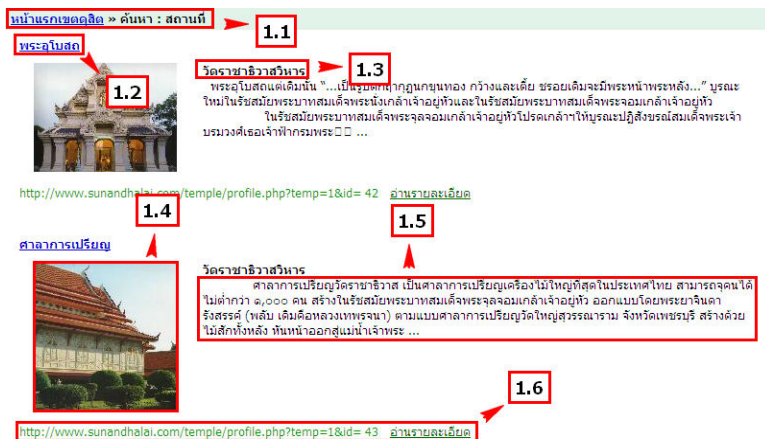 หน้าแรกเขตดุสิต » ค้นหา : สถานที่
1.1
พระอุโบสถ
1.2
วัดราชาธิวาสวิหาร
1.3
พระอุโบสถแต่เดิมนั้น “...เป็นรูปตึกฤๅกฎนกขุนทอง กว้างและเตี้ย ชรอยเดิมจะมีพระหน้าพระหลัง...” บูรณะ
ใหม่ในรัชสมัยพระบาทสมเด็จพระนั่งเกล้าเจ้าอยู่หัวและในรัชสมัยพระบาทสมเด็จพระจอมเกล้าเจ้าอยู่หัว
ในรัชสมัยพระบาทสมเด็จพระจุลจอมเกล้าเจ้าอยู่หัวโปรดเกล้าฯให้บูรณะปฏิสังขรณ์สมเด็จพระเจ้า
บรมวงศ์เธอเจ้าฟ้ากรมพระ ...
http://www.sunandhalai.com/temple/profile.php?temp=1&id= 42 อ่านรายละเอียด
1.4
1.5
ศาลาการเปรียญ
วัดราชาธิวาสวิหาร
ศาลาการเปรียญวัดราชาธิวาส เป็นศาลาการเปรียญเครื่องไม้ใหญ่ที่สุดในประเทศไทย สามารถจุคนได้
ไม่ต่ำกว่า ๑,๐๐๐ คน สร้างในรัชสมัยพระบาทสมเด็จพระจุลจอมเกล้าเจ้าอยู่หัว ออกแบบโดยพระยาจินดา
รังสรรค์ (พลับ เดิมคือหลวงเทพรจนา) ตามแบบศาลาการเปรียญวัดใหญ่สุวรรณาราม จังหวัดเพชรบุรี สร้างด้วย
ไม้สักทั้งหลัง หันหน้าออกสู่แม่น้ำเจ้าพระ ...
1.6
http://www.sunandhalai.com/temple/profile.php?temp=1&id= 43 อ่านรายละเอียด